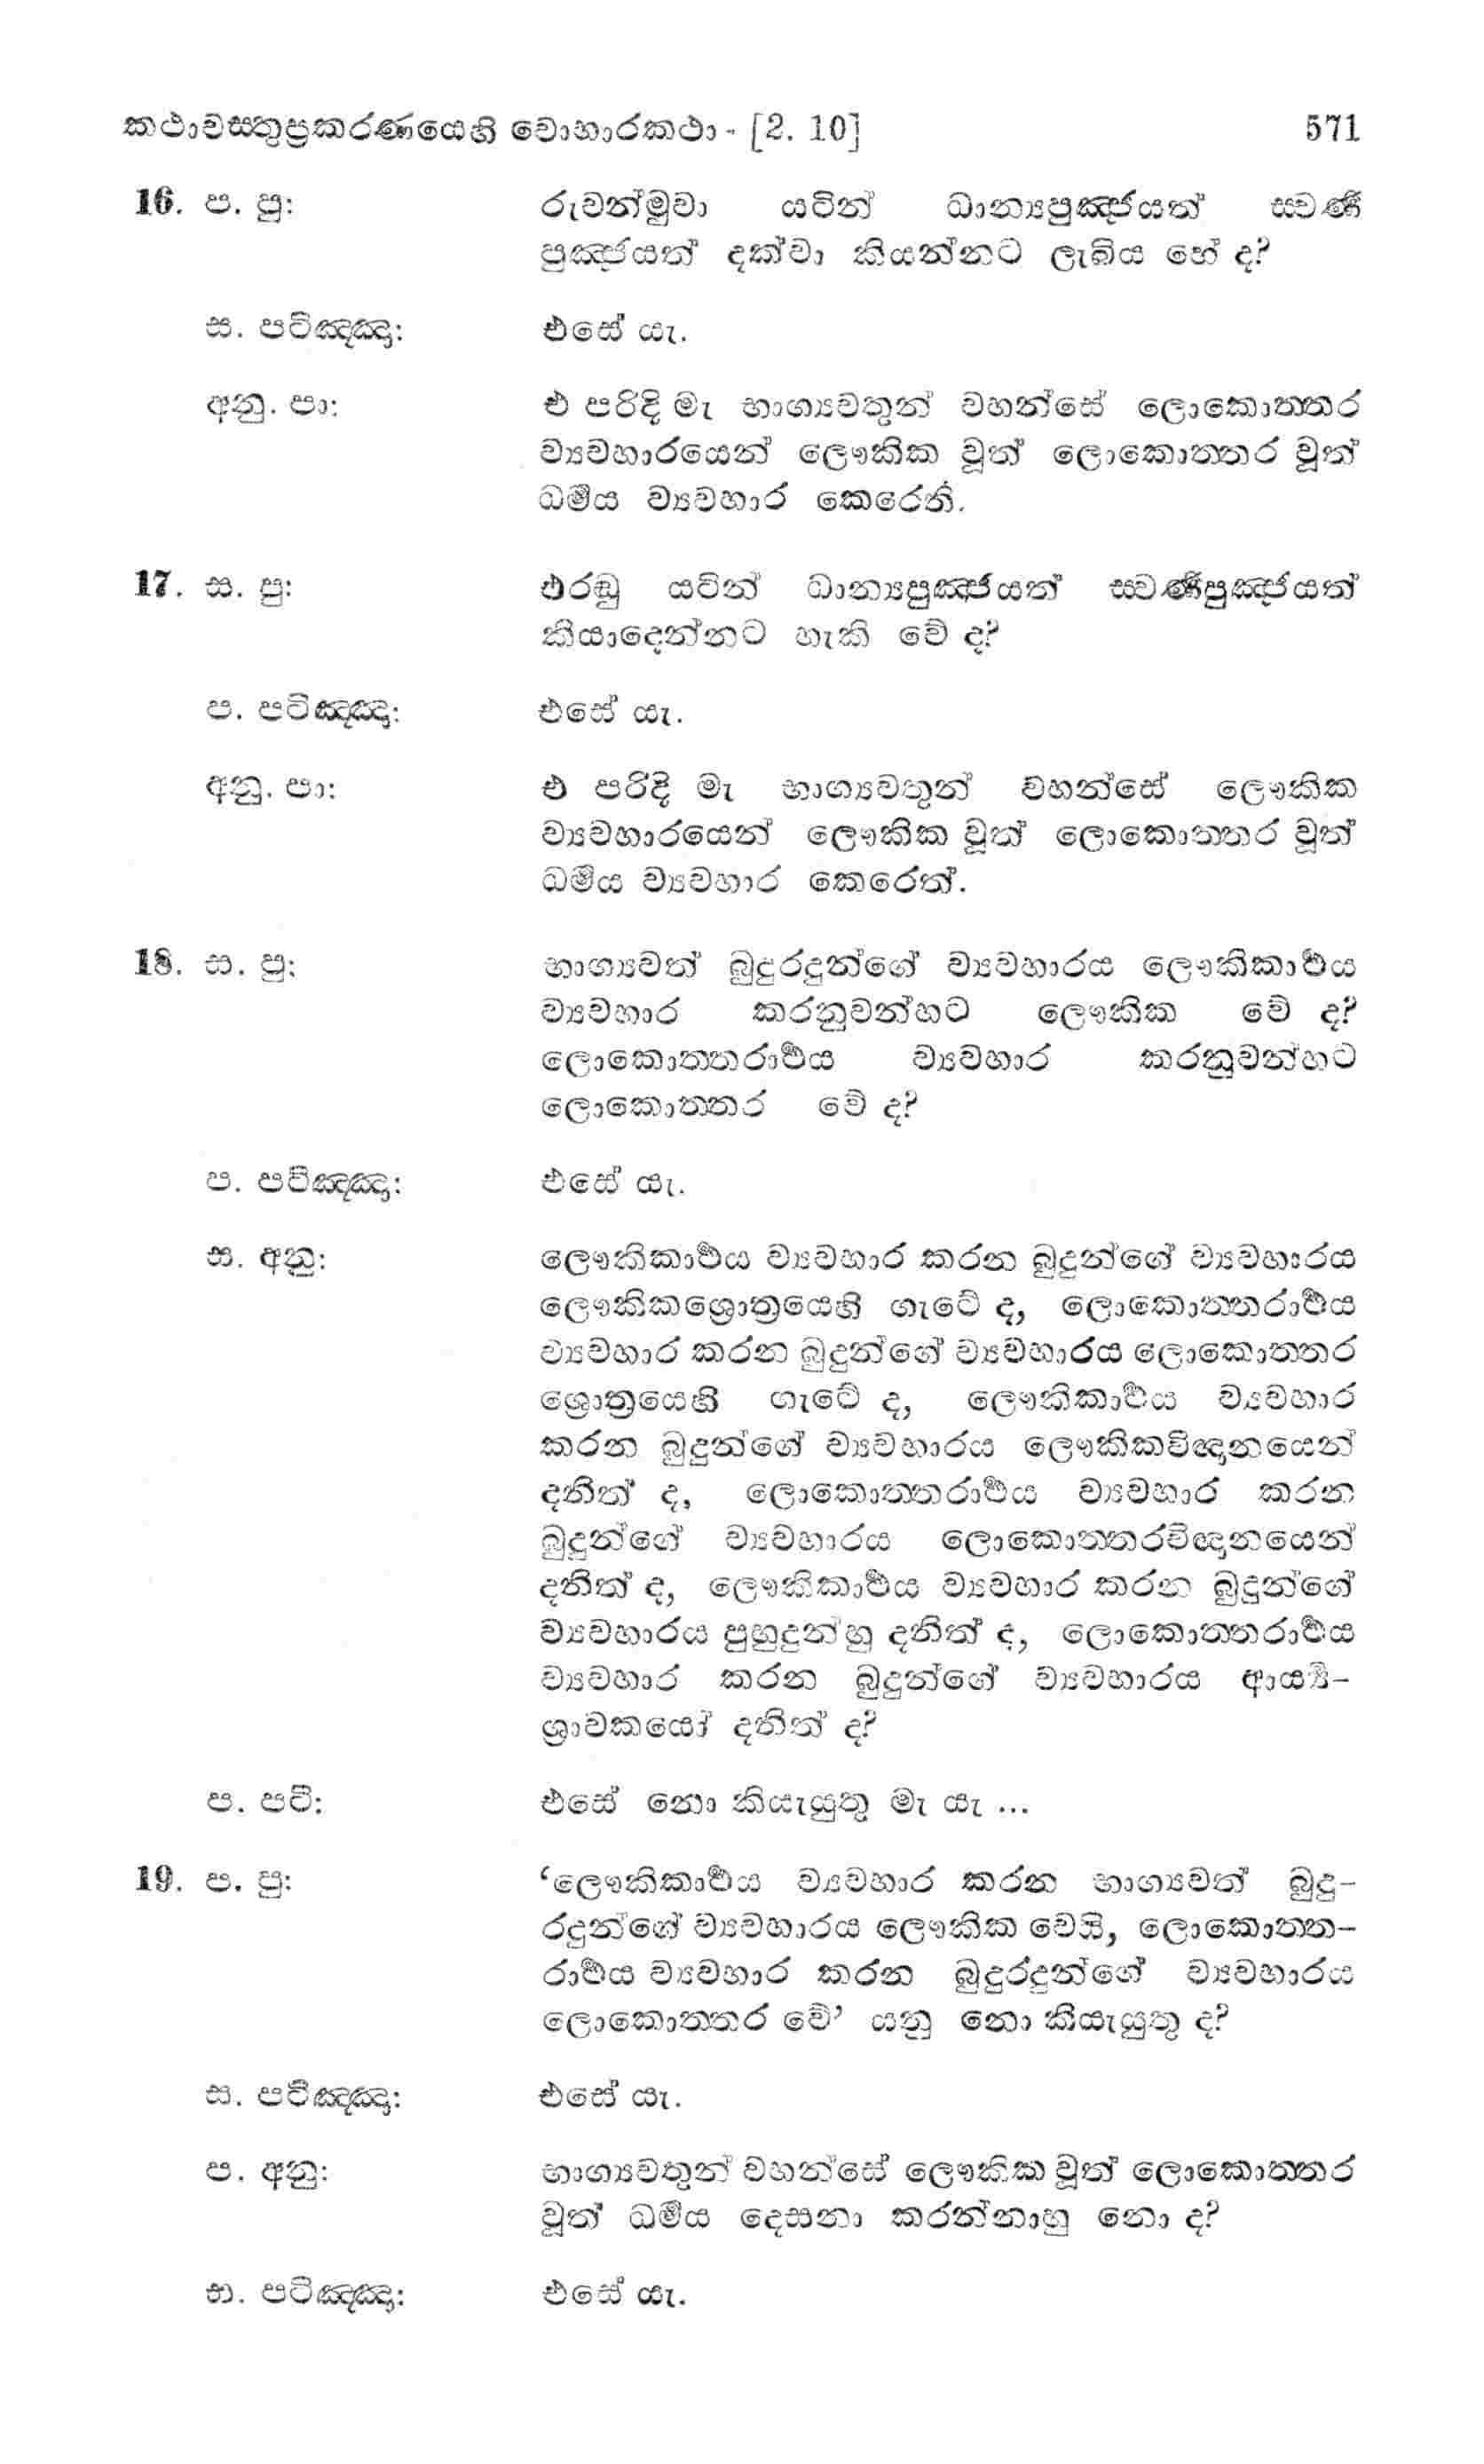 කථාවස්තුප්‍රකරණයෙහි වොහාරකථා - [2. 10] 571
16. ප. පු: රුවන්මුවා යටින් ධාන්‍යපුඤ්ජයත් ස්වර්‍ණ
පුඤ්ජයත් දක්වා කියන්නට ලැබිය හේ ද?
ස. පටිඤ්ඤා: එසේ යැ.
අනු. පා: එ පරිදි මැ භාග්‍යවතුන් වහන්සේ ලොකොත්තර
ව්‍යවහාරයෙන් ලෞකික වූත් ලොකොත්තර වූත්
ධර්‍මය ව්‍යවහාර කෙරෙති.
17. ස. පු: එරඬු යටින් ධාන්‍යපුඤ්ජයත් ස්වර්‍ණපුඤ්ජයත්
කියාදෙන්නට හැකි වේ ද?
ප. පටිඤ්ඤා: එසේ යැ.
අනු. පා: එ පරිදි මැ භාග්‍යවතුන් වහන්සේ ලෞකික
ව්‍යවහාරයෙන් ලෞකික වූත් ලොකොත්තර වූත්
ධර්‍මය ව්‍යවහාර කෙරෙත්.
18. ස. පු: භාග්‍යවත් බුදුරදුන්ගේ ව්‍යවහාරය ලෞකිකාර්‍ථය
ව්‍යවහාර කරනුවන්හට ලෞකික වේ ද?
ලොකොත්තරාර්‍ථය ව්‍යවහාර කරනුවන්හට
ලොකොත්තර වේ ද?
ප. පටිඤ්ඤා: එසේ යැ.
ස. අනු: ලෞකිකාර්‍ථය ව්‍යවහාර කරන බුදුන්ගේ ව්‍යවහාරය
ලෞකිකශ්‍රොත්‍රයෙහි ගැටේ ද, ලොකොත්තරාර්‍ථය
ව්‍යවහාර කරන බුදුන්ගේ ව්‍යවහාරය ලොකොත්තර
ශ්‍රොත්‍රයෙහි ගැටේ ද, ලෞකිකාර්‍ථය ව්‍යවහාර
කරන බුදුන්ගේ ව්‍යවහාරය ලෞකිකවිඥානයෙන්
දනිත් ද, ලොකොත්තරාර්‍ථය ව්‍යවහාර කරන
බුදුන්ගේ ව්‍යවහාරය ලොකොත්තරවිඥානයෙන්
දනිත් ද, ලෞකිකාර්‍ථය ව්‍යවහාර කරන බුදුන්ගේ
ව්‍යවහාරය පුහුදුන්හු දනිත් ද, ලොකොත්තරාර්‍ථය
ව්‍යවහාර කරන බුදුන්ගේ ව්‍යවහාරය ආර්‍ය්‍ය-
ශ්‍රාවකයෝ දනිත් ද?
ප. පටි: එසේ නො කියැයුතු මැ යැ ...
19. ප. පු: ‘ලෞකිකාර්‍ථය ව්‍යවහාර කරන භාග්‍යවත් බුදු-
රදුන්ගේ ව්‍යවහාරය ලෞකික වෙයි, ලොකොත්ත-
රාර්‍ථය ව්‍යවහාර කරන බුදුරදුන්ගේ ව්‍යවහාරය
ලොකොත්තර වේ’ යනු නො කියැයුතු ද?
ස. පටිඤ්ඤා: එසේ යැ.
ප. අනු: භාග්‍යවතුන් වහන්සේ ලෞකික වූත් ලොකොත්තර
වූත් ධර්‍මය දෙසනා කරන්නාහු නො ද?
භ. පටිඤ්ඤා: එසේ යැ.